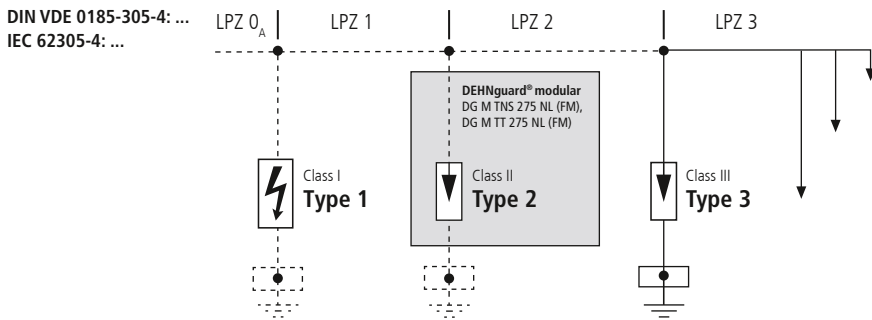 DIN VDE 0185-305-4: ...
IEC 62305-4: ...
LPZ 0A
LPZ 1
LPZ 2
LPZ 3
DEHNguard® modular
DG M TNS 275 NL (FM),
DG M TT 275 NL (FM)
Class I
Type 1
Class II
Type 2
Class III
Type 3